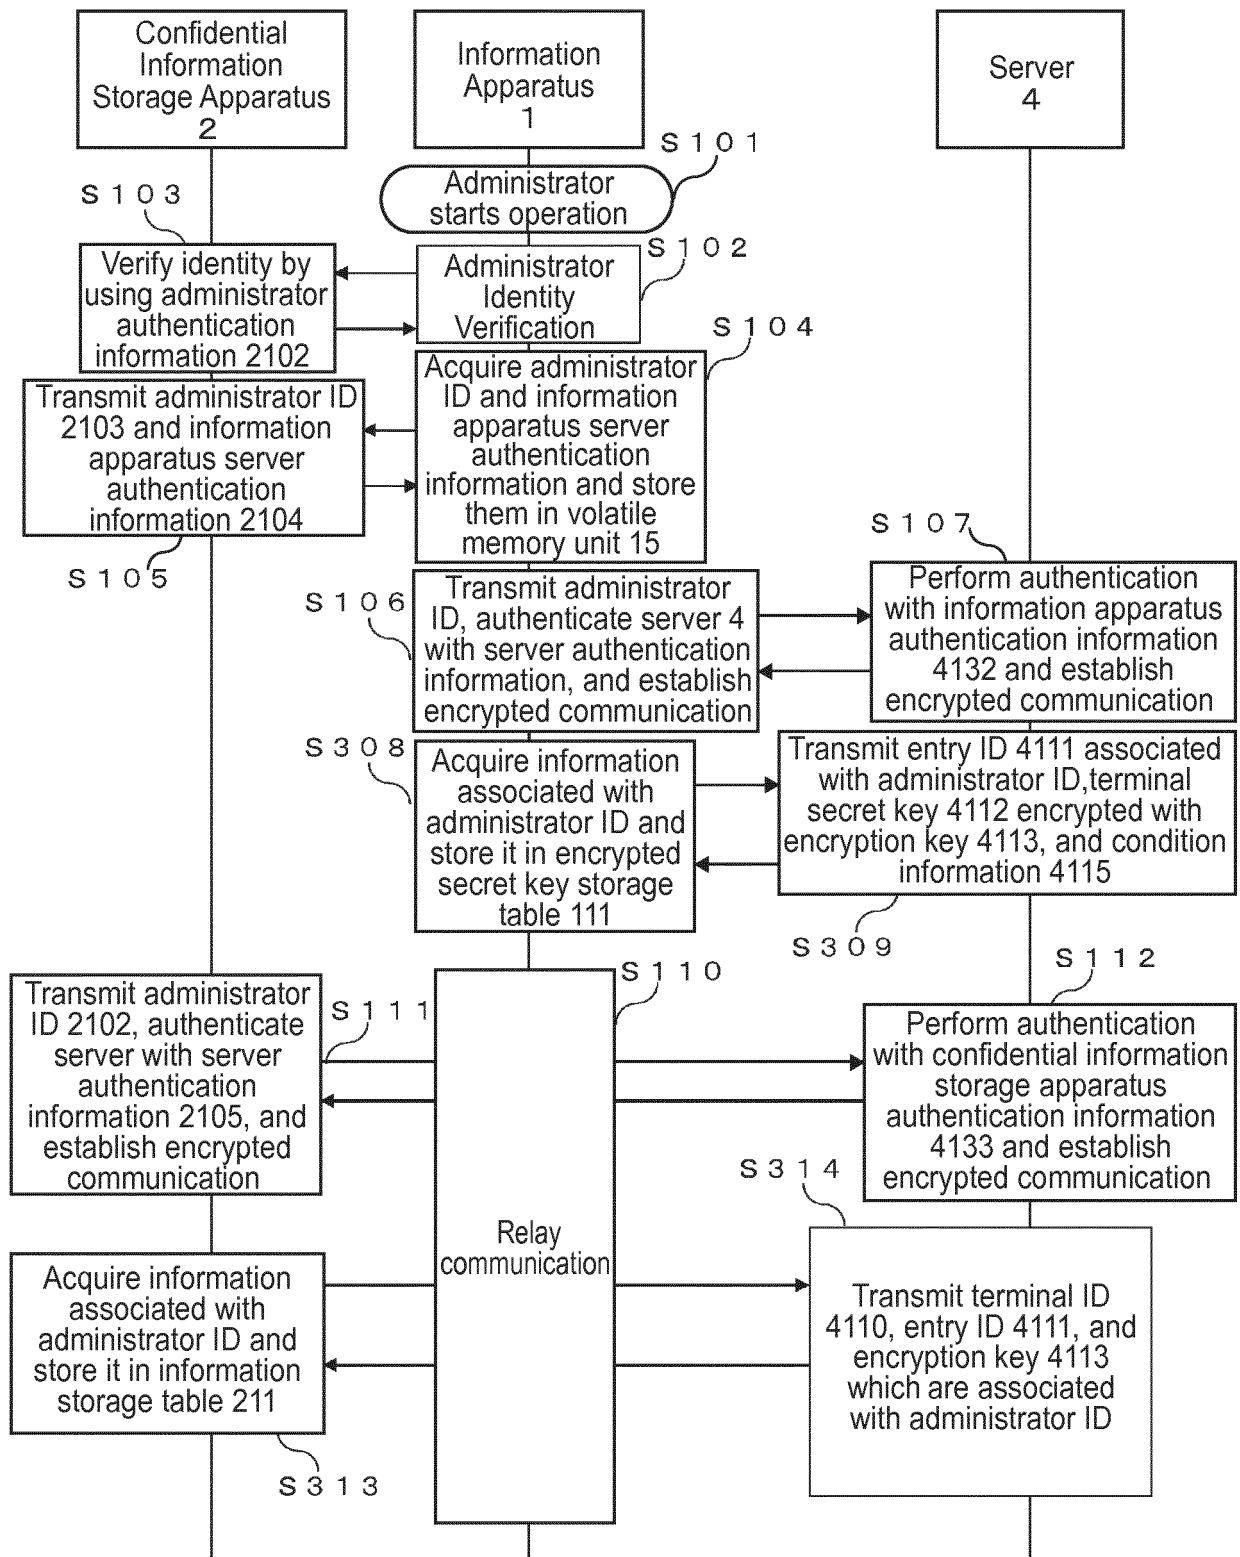 Confidential
Information
Storage Apparatus
2
Information
Apparatus
1
Server
4
S101
Administrator
starts operation
S103
Verify identity by
using administrator
authentication
information 2102
S102
Administrator
Identity
Verification
S104
Acquire administrator
ID and information
apparatus server
authentication
information and store
them in volatile
memory unit 15
Transmit administrator ID
2103 and information
apparatus server
authentication
information 2104
S105
S106
Transmit administrator
ID, authenticate server 4
with server authentication
information, and establish
encrypted communication
S107
Perform authentication
with information apparatus
authentication information
4132 and establish
encrypted communication
S308
Acquire information
associated with
administrator ID and
store it in encrypted
secret key storage
table 111
Transmit entry ID 4111 associated
with administrator ID,terminal
secret key 4112 encrypted with
encryption key 4113, and condition
information 4115
S309
S110
Relay
communication
S111
Transmit administrator
ID 2102, authenticate
server with server
authentication
information 2105, and
establish encrypted
communication
S112
Perform authentication
with confidential information
storage apparatus
authentication information
4133 and establish
encrypted communication
S314
Transmit terminal ID
4110, entry ID 4111, and
encryption key 4113
which are associated
with administrator ID
Acquire information
associated with
administrator ID and
store it in information
storage table 211
S313